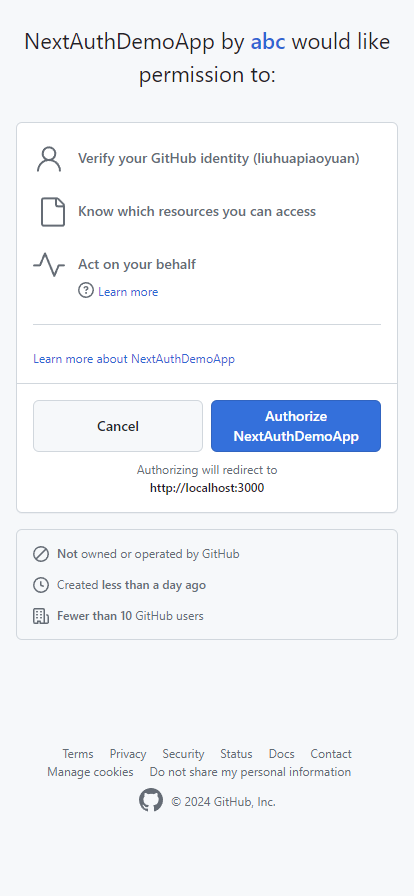 NextAuthDemoApp by abc would like
permission to:
Verify your GitHub identity (liuhuapiaoyuan)
Know which resources you can access
Act on your behalf
Learn more
Learn more about NextAuthDemoApp
Cancel
Authorize
NextAuthDemoApp
Authorizing will redirect to
http://localhost:3000
Not owned or operated by GitHub
Created less than a day ago
Fewer than 10 GitHub users
Terms Privacy Security Status Docs Contact
Manage cookies Do not share my personal information
© 2024 GitHub, Inc.